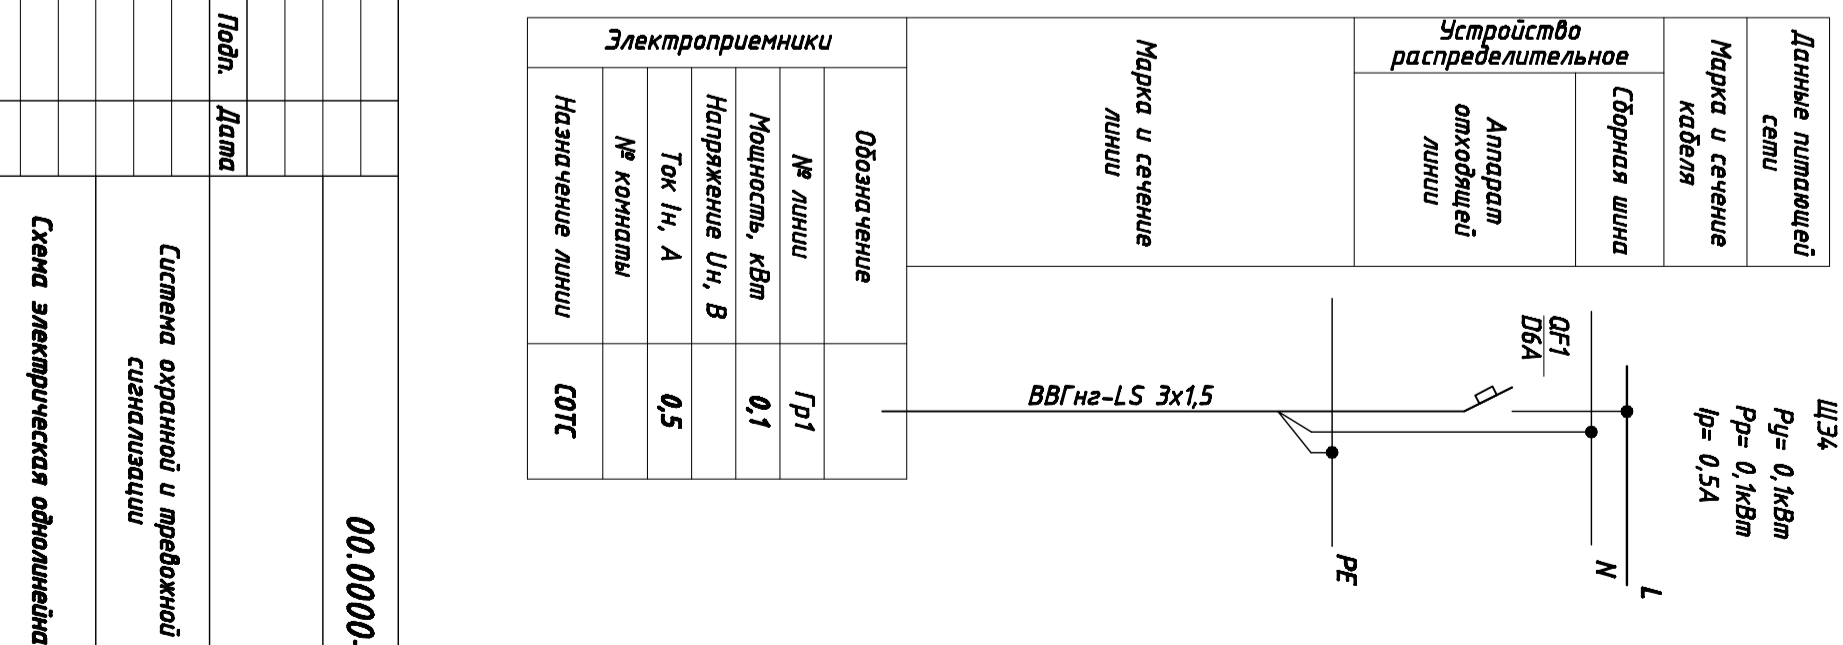 Данные питающей
сети
Марка и сечение
кабеля
Устройство
распределительное
Сборная шина
Аппарат
отходящей
линии
Марка и сечение
линии
ЩЭ4
Ру= 0,1кВт
Рр= 0,1кВт
Iр= 0,5А
L
N
PE
QF1
D6A
ВВГнг-LS 3х1,5
Электроприемники
Обозначение
№ линии
Гр1
Мощность, кВт
0,1
Напряжение Uн, В
Ток Iн, А
0,5
№ комнаты
Назначение линии
СОТС
00.0000-
Подп.
Дата
Система охранной и тревожной
сигнализации
Схема электрическая однолинейна